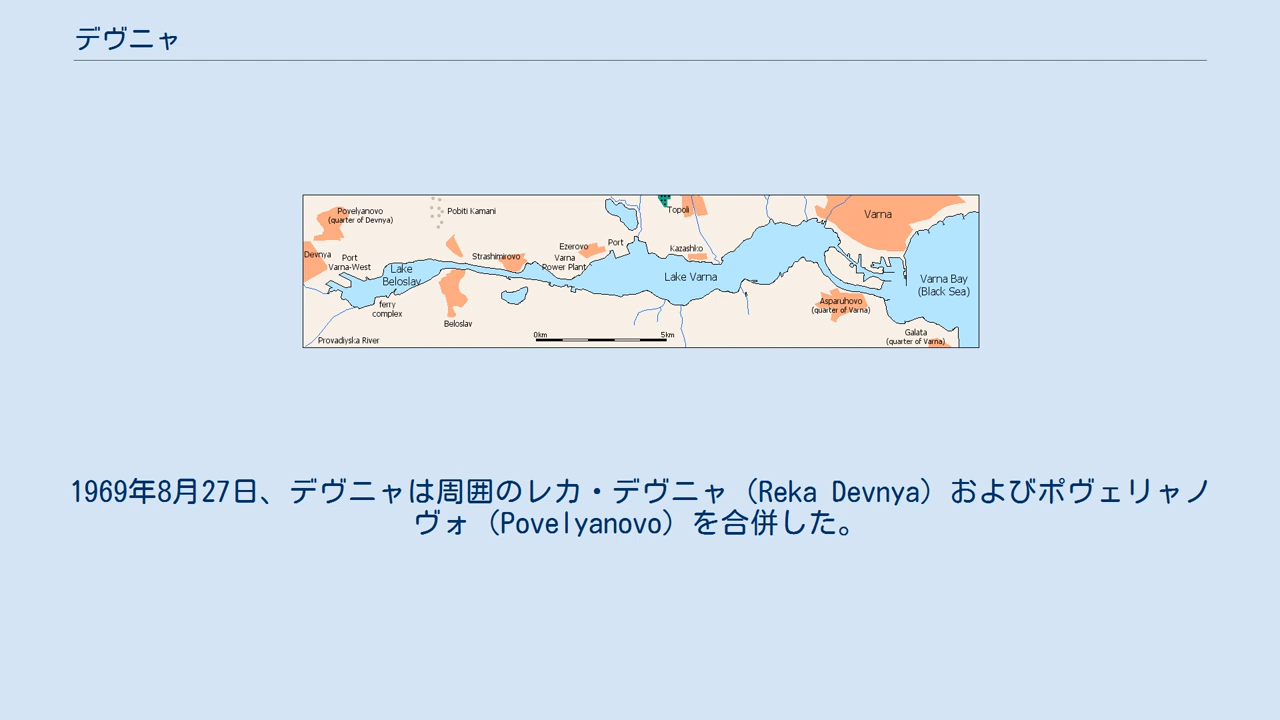 デヴニャ
Povelyanovo
(quarter of Devnya)
Pobiti Kamani
Topoli
Varna
Devnya
Port
Varna-West
Lake
Beloslav
Strashimirovo
Ezerovo
Port
Varna
Power Plant
Kazashko
Lake Varna
Varna Bay
(Black Sea)
ferry
complex
Beloslav
Asparuhovo
(quarter of Varna)
Galata
(quarter of Varna)
Provadiyska River
0km
5km
1969年8月27日、デヴニャは周囲のレカ・デヴニャ（Reka Devnya）およびポヴェリャノ
ヴォ（Povelyanovo）を合併した。